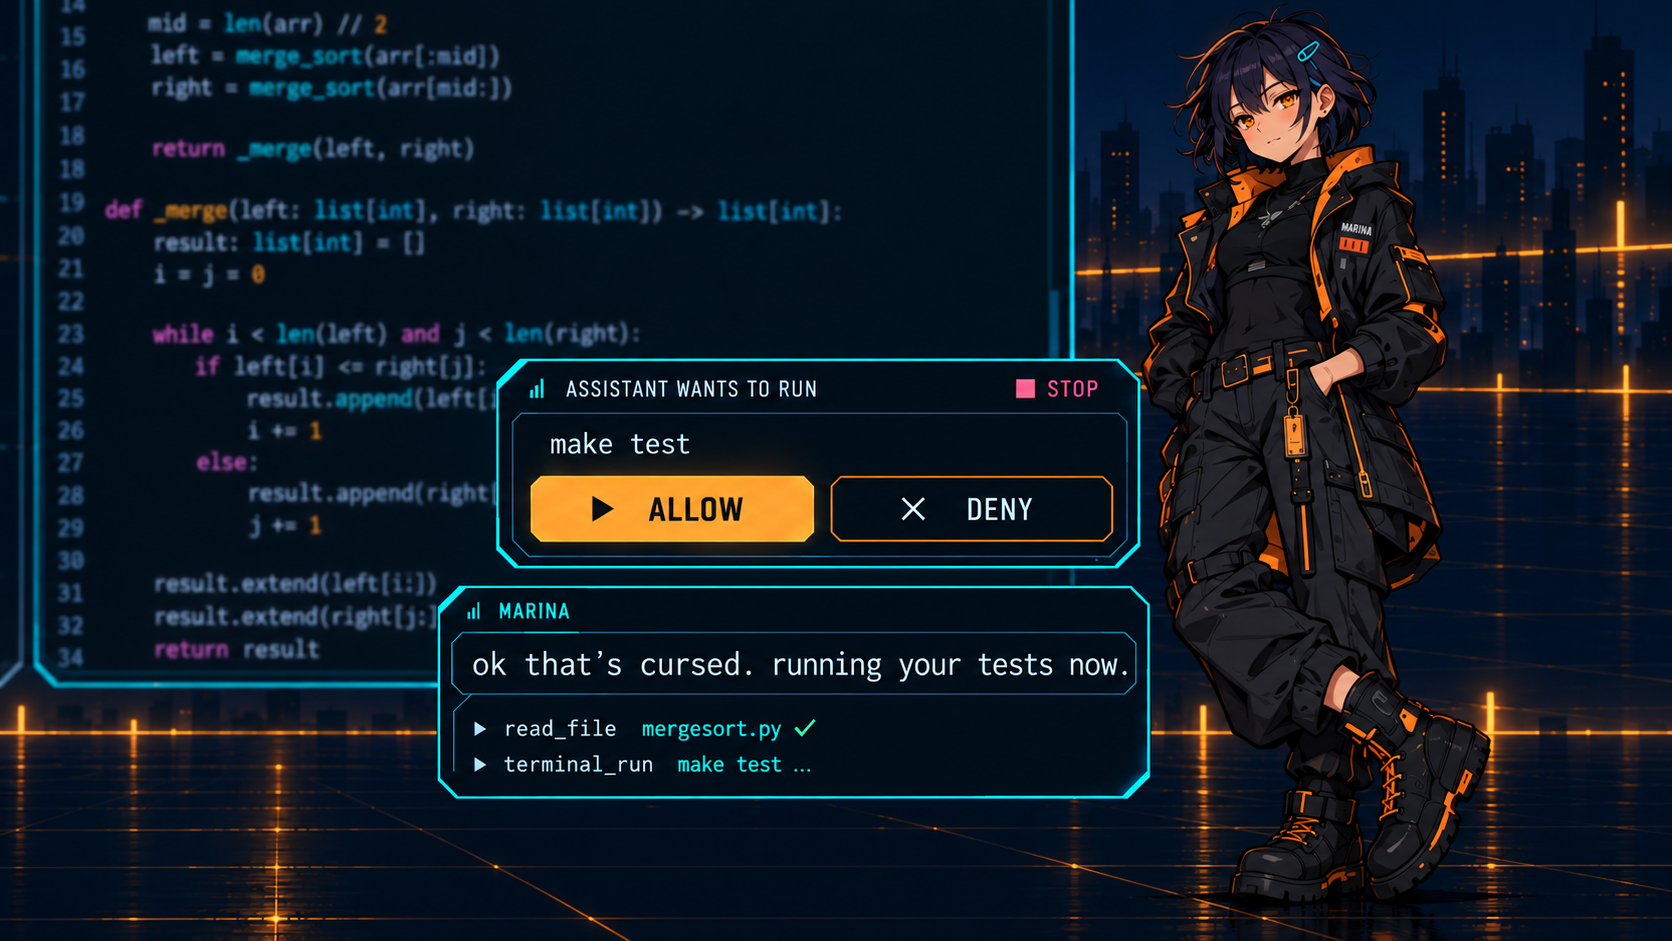 14
15 mid = len(arr) // 2
16 left = merge_sort(arr[:mid])
17 right = merge_sort(arr[mid:])
18
18 return _merge(left, right)
19 def _merge(left: list[int], right: list[int]) -> list[int]:
20 result: list[int] = []
21 i = j = 0
22
23 while i < len(left) and j < len(right):
24 if left[i] <= right[j]:
25 result.append(left[i
26 i += 1
27 else:
28 result.append(right[
29 j += 1
30
31 result.extend(left[i:])
32 result.extend(right[j:]
34 return result
ASSISTANT WANTS TO RUN
STOP
make test
ALLOW
DENY
MARINA
ok that's cursed. running your tests now.
read_file mergesort.py ✓
terminal_run make test ...
MARINA